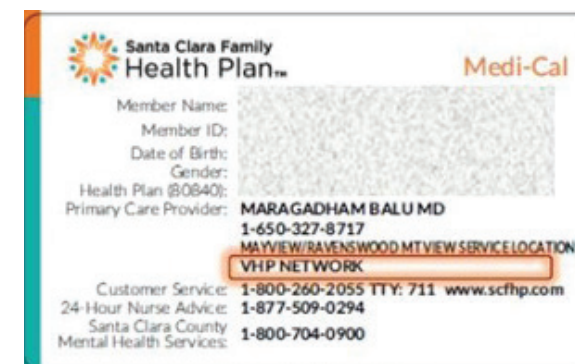 Santa Clara Family
Health Plan™
Medi-Cal
Member Name:
Member ID:
Date of Birth:
Gender:
Health Plan (80840):
Primary Care Provider: MARAGADHAM BALU MD
1-650-327-8717
MAYVIEW/RAVENSWOOD MT VIEW SERVICE LOCATION
VHP NETWORK
Customer Service: 1-800-260-2055 TTY: 711 www.scfhp.com
24-Hour Nurse Advice: 1-877-509-0294
Santa Clara County
Mental Health Services: 1-800-704-0900